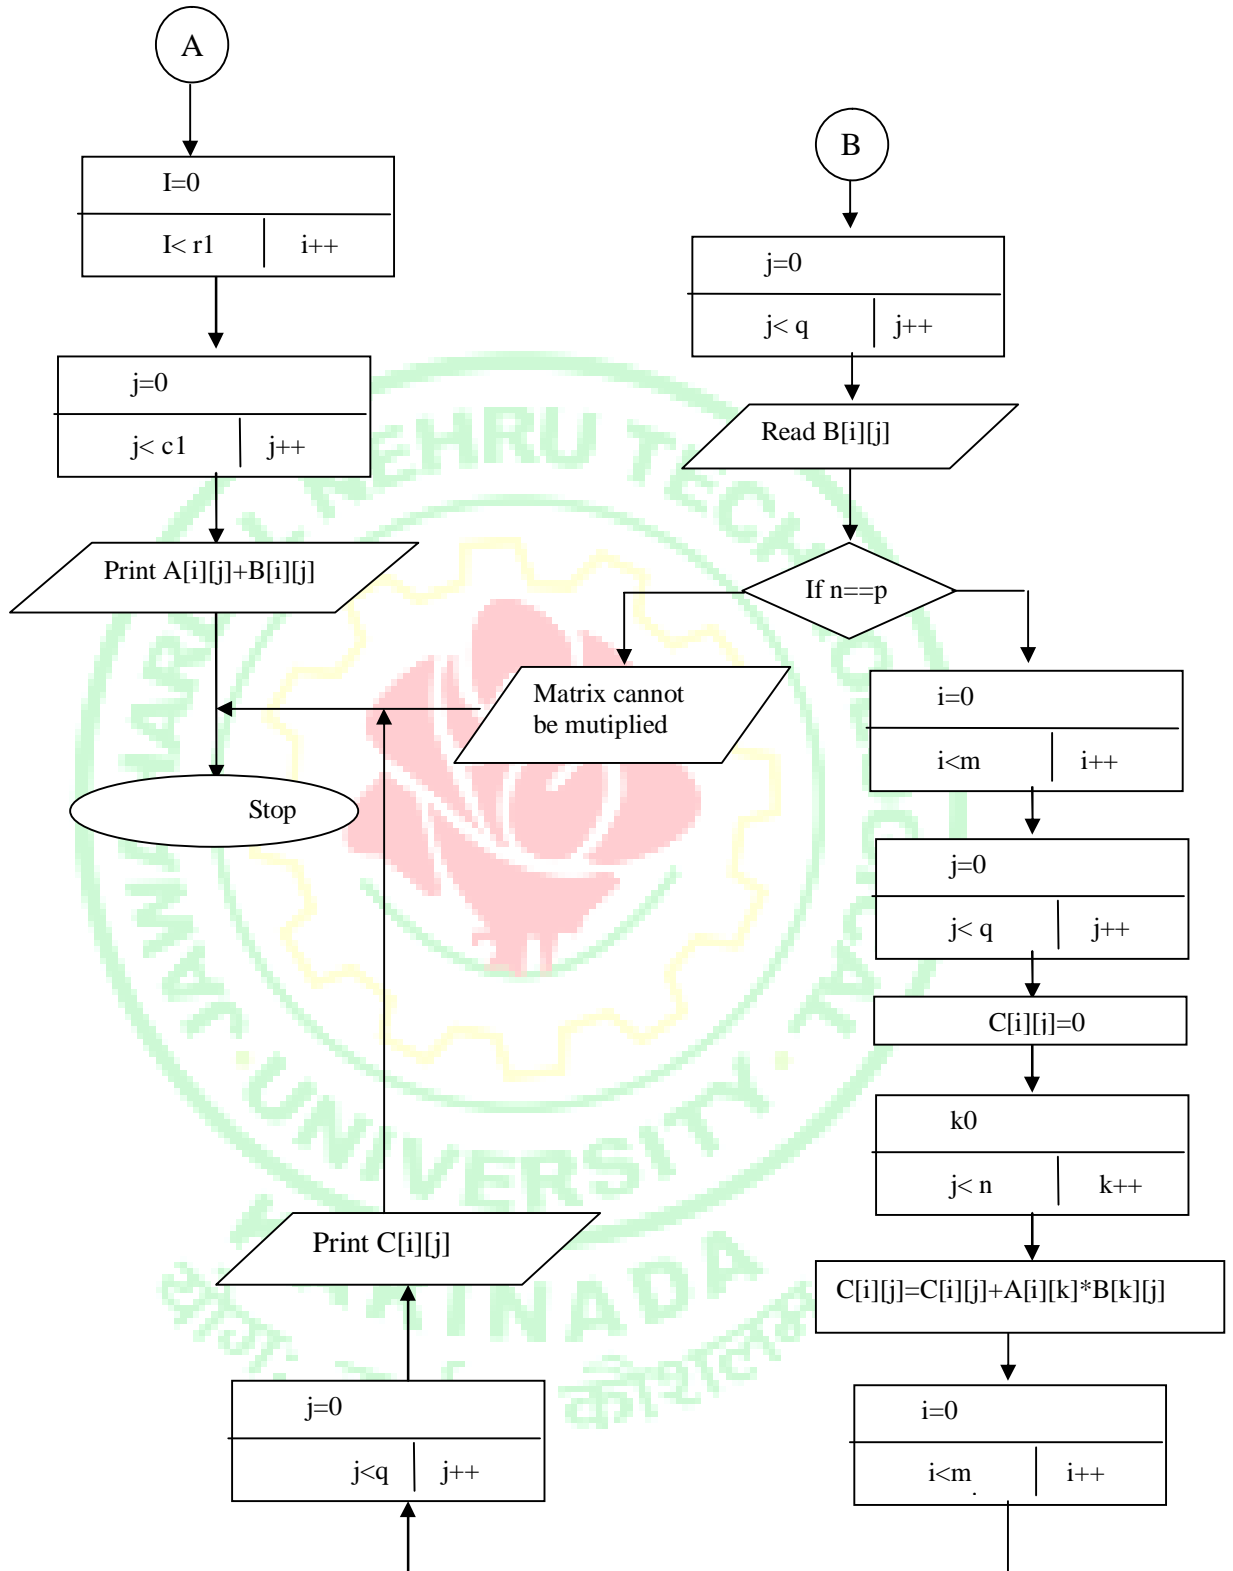 A
I=0
I< r1
i++
j=0
j< c1
j++
Print A[i][j]+B[i][j]
Stop
B
j=0
j< q
j++
Read B[i][j]
If n==p
Matrix cannot
be mutiplied
i=0
i<m
i++
j=0
j< q
j++
C[i][j]=0
k0
j< n
k++
C[i][j]=C[i][j]+A[i][k]*B[k][j]
i=0
i<m
i++
j=0
j<q
j++
Print C[i][j]
JAWAHARLAL NEHRU TECHNOLOGICAL
UNIVERSITY
KAKINADA